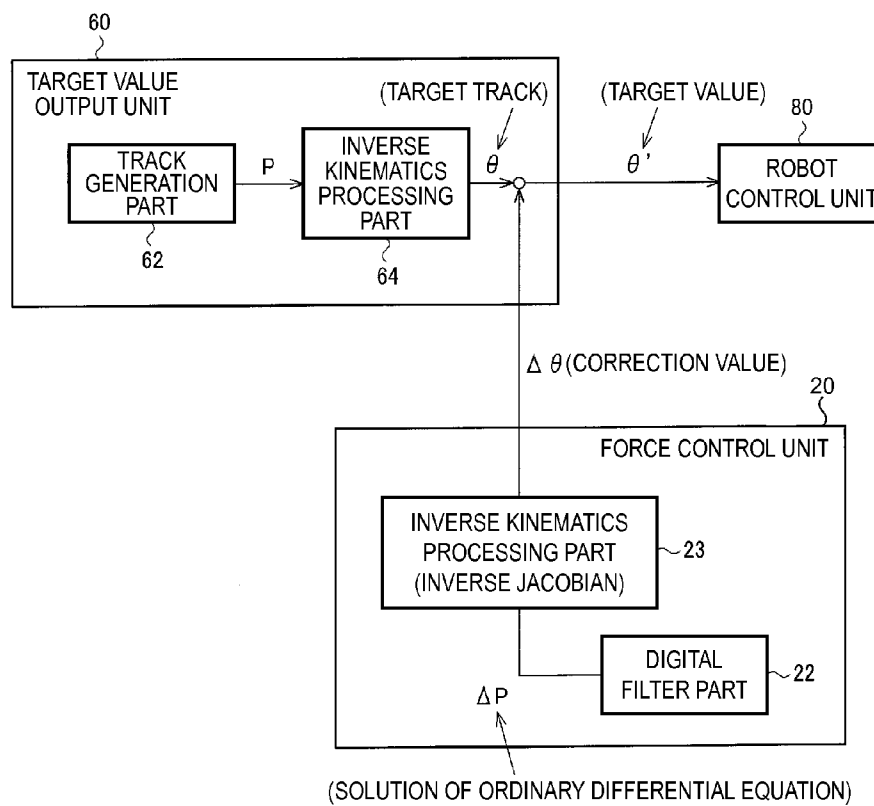 60
TARGET VALUE
OUTPUT UNIT
(TARGET TRACK)
(TARGET VALUE)
80
TRACK
GENERATION
PART
P
INVERSE
KINEMATICS
PROCESSING
PART
θ
θ'
ROBOT
CONTROL UNIT
62
64
Δθ(CORRECTION VALUE)
20
FORCE CONTROL UNIT
INVERSE KINEMATICS
PROCESSING PART
(INVERSE JACOBIAN)
23
DIGITAL
FILTER PART
22
ΔP
(SOLUTION OF ORDINARY DIFFERENTIAL EQUATION)